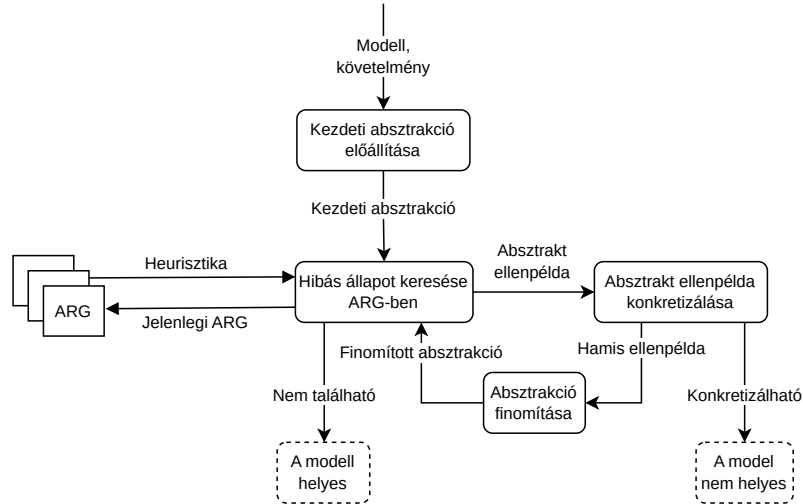 Modell,
követelmény
Kezdeti absztrakció
előállítása
Kezdeti absztrakció
Heurisztika
Hibás állapot keresése
ARG-ben
Absztrakt
ellenpélda
Absztrakt ellenpélda
konkretizálása
ARG
Jelenlegi ARG
Finomított absztrakció
Hamis ellenpélda
Nem található
Absztrakció
finomítása
Konkretizálható
A modell
helyes
A model
nem helyes